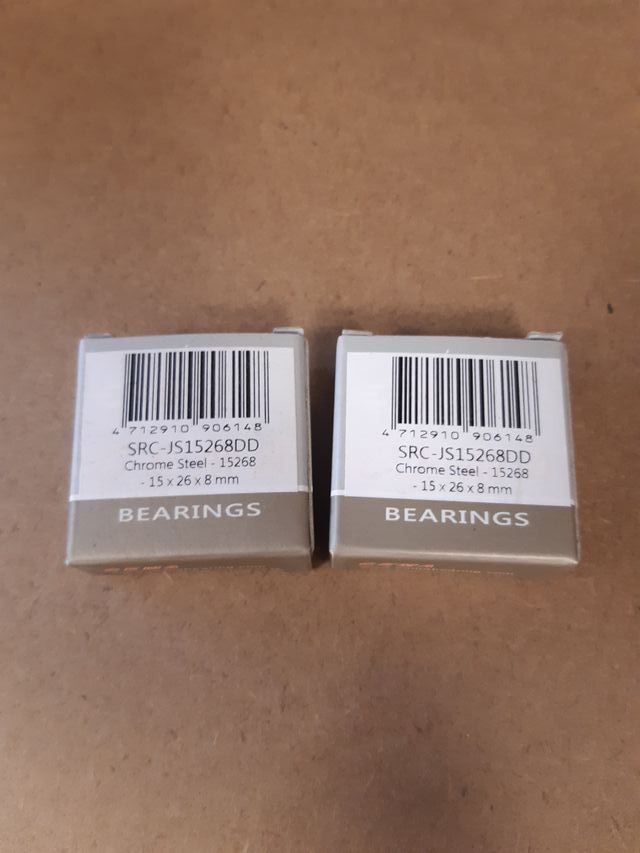 4 712910 906148
SRC-JS15268DD
Chrome Steel - 15268
- 15 x 26 x 8 mm
BEARINGS
4 712910 906148
SRC-JS15268DD
Chrome Steel - 15268
- 15 x 26 x 8 mm
BEARINGS